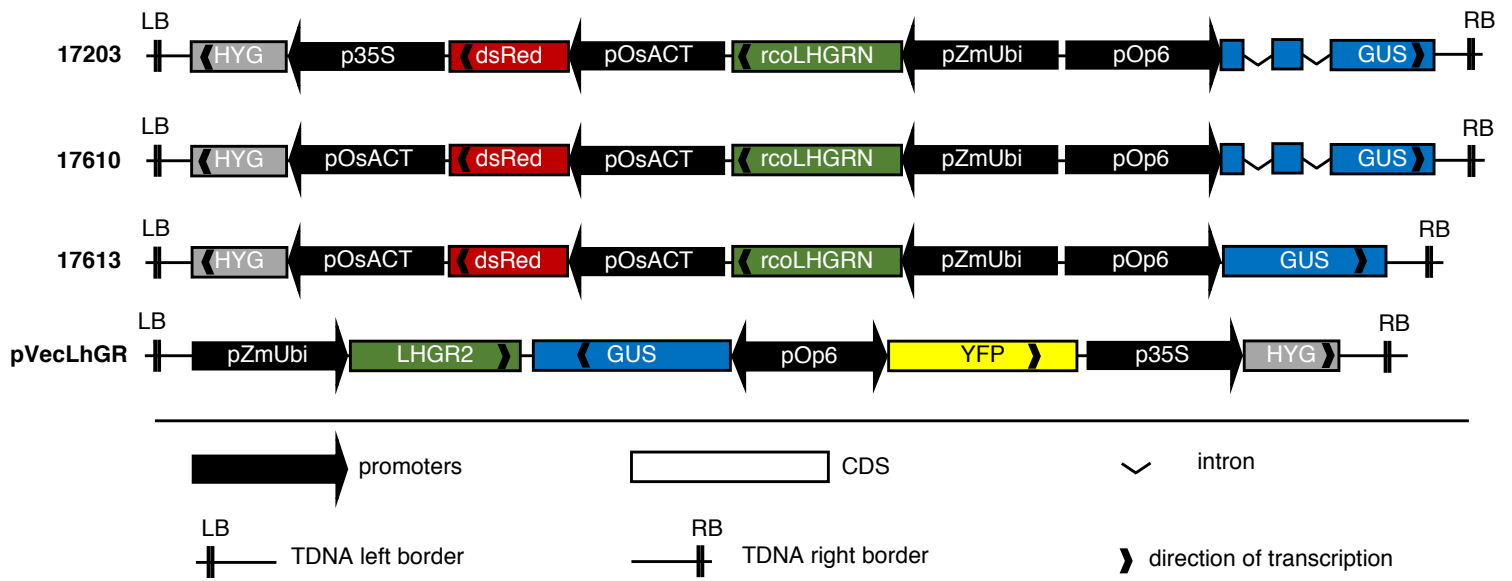 LB RB
17203 HYG p35S dsRed pOsACT rcoLHGRN pZmUbi pOp6 GUS
LB RB
17610 HYG pOsACT dsRed pOsACT rcoLHGRN pZmUbi pOp6 GUS
LB RB
17613 HYG pOsACT dsRed pOsACT rcoLHGRN pZmUbi pOp6 GUS
LB RB
pVecLhGR pZmUbi LHGR2 GUS pOp6 YFP p35S HYG
promoters CDS intron
LB RB
TDNA left border TDNA right border direction of transcription